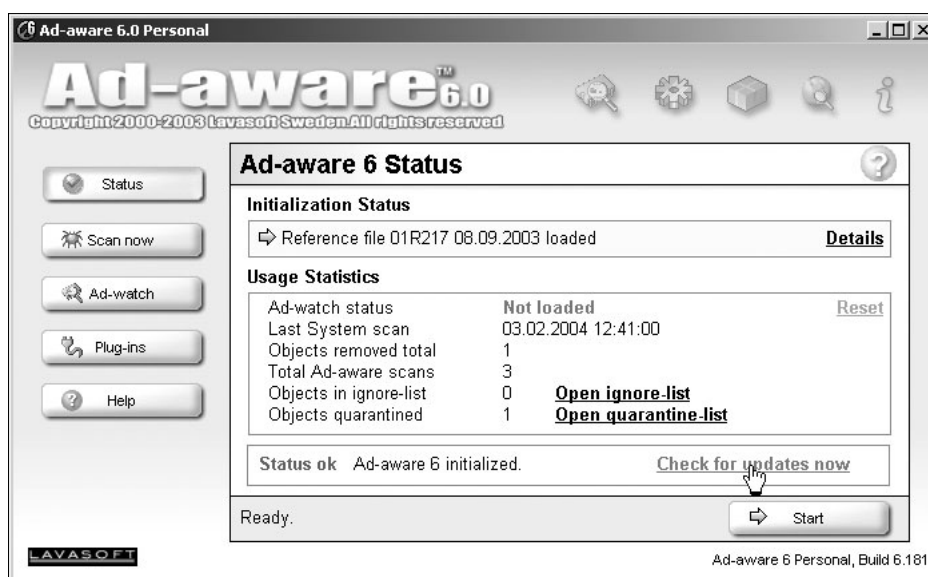 Ad-aware 6.0 Personal
Ad-aware 6.0 TM
Copyright 2000-2003 Lavasoft Sweden. All rights reserved
Status
Scan now
Ad-watch
Plug-ins
Help
Ad-aware 6 Status
Initialization Status
Reference file 01R217 08.09.2003 loaded Details
Usage Statistics
Ad-watch status Not loaded Reset
Last System scan 03.02.2004 12:41:00
Objects removed total 1
Total Ad-aware scans 3
Objects in ignore-list 0 Open ignore-list
Objects quarantined 1 Open quarantine-list
Status ok Ad-aware 6 initialized. Check for updates now
Ready. Start
LAVASOFT
Ad-aware 6 Personal, Build 6.181